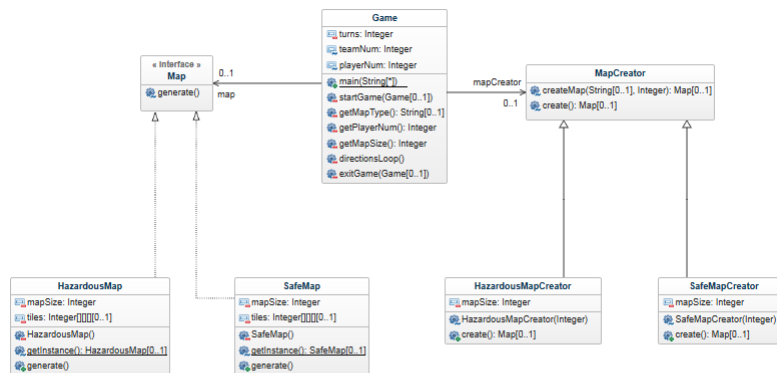 Game
turns: Integer
teamNum: Integer
playerNum: Integer
main(String[*])
startGame(Game[0..1])
getMapType(): String[0..1]
getPlayerNum(): Integer
getMapSize(): Integer
directionsLoop()
exitGame(Game[0..1])
« Interface »
Map
generate()
0..1
map
mapCreator
0..1
MapCreator
createMap(String[0..1], Integer): Map[0..1]
create(): Map[0..1]
HazardousMap
mapSize: Integer
tiles: Integer[][][][0..1]
HazardousMap()
getInstance(): HazardousMap[0..1]
generate()
SafeMap
mapSize: Integer
tiles: Integer[][][][0..1]
SafeMap()
getInstance(): SafeMap[0..1]
generate()
HazardousMapCreator
mapSize: Integer
HazardousMapCreator(Integer)
create(): Map[0..1]
SafeMapCreator
mapSize: Integer
SafeMapCreator(Integer)
create(): Map[0..1]